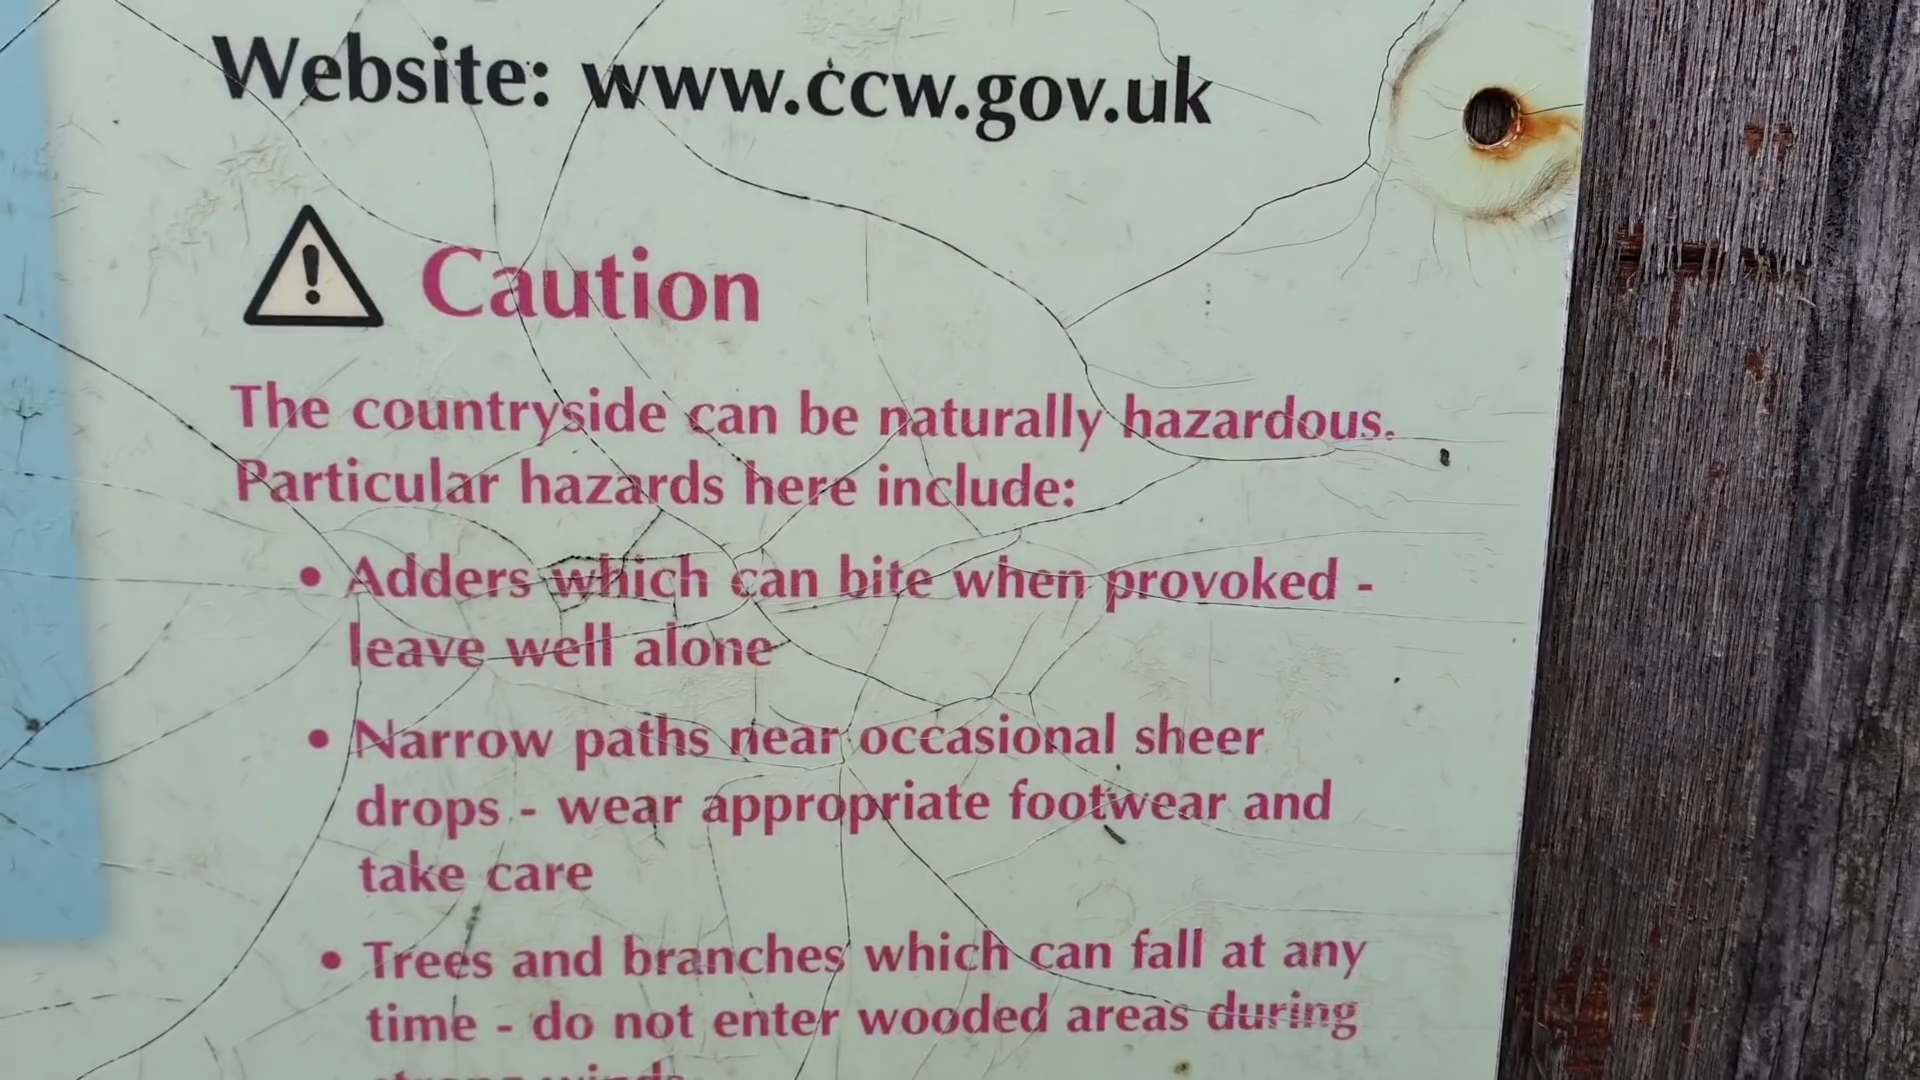 Website: www.ccw.gov.uk
Caution
The countryside can be naturally hazardous.
Particular hazards here include:
• Adders which can bite when provoked -
leave well alone
• Narrow paths near occasional sheer
drops - wear appropriate footwear and
take care
• Trees and branches which can fall at any
time - do not enter wooded areas during